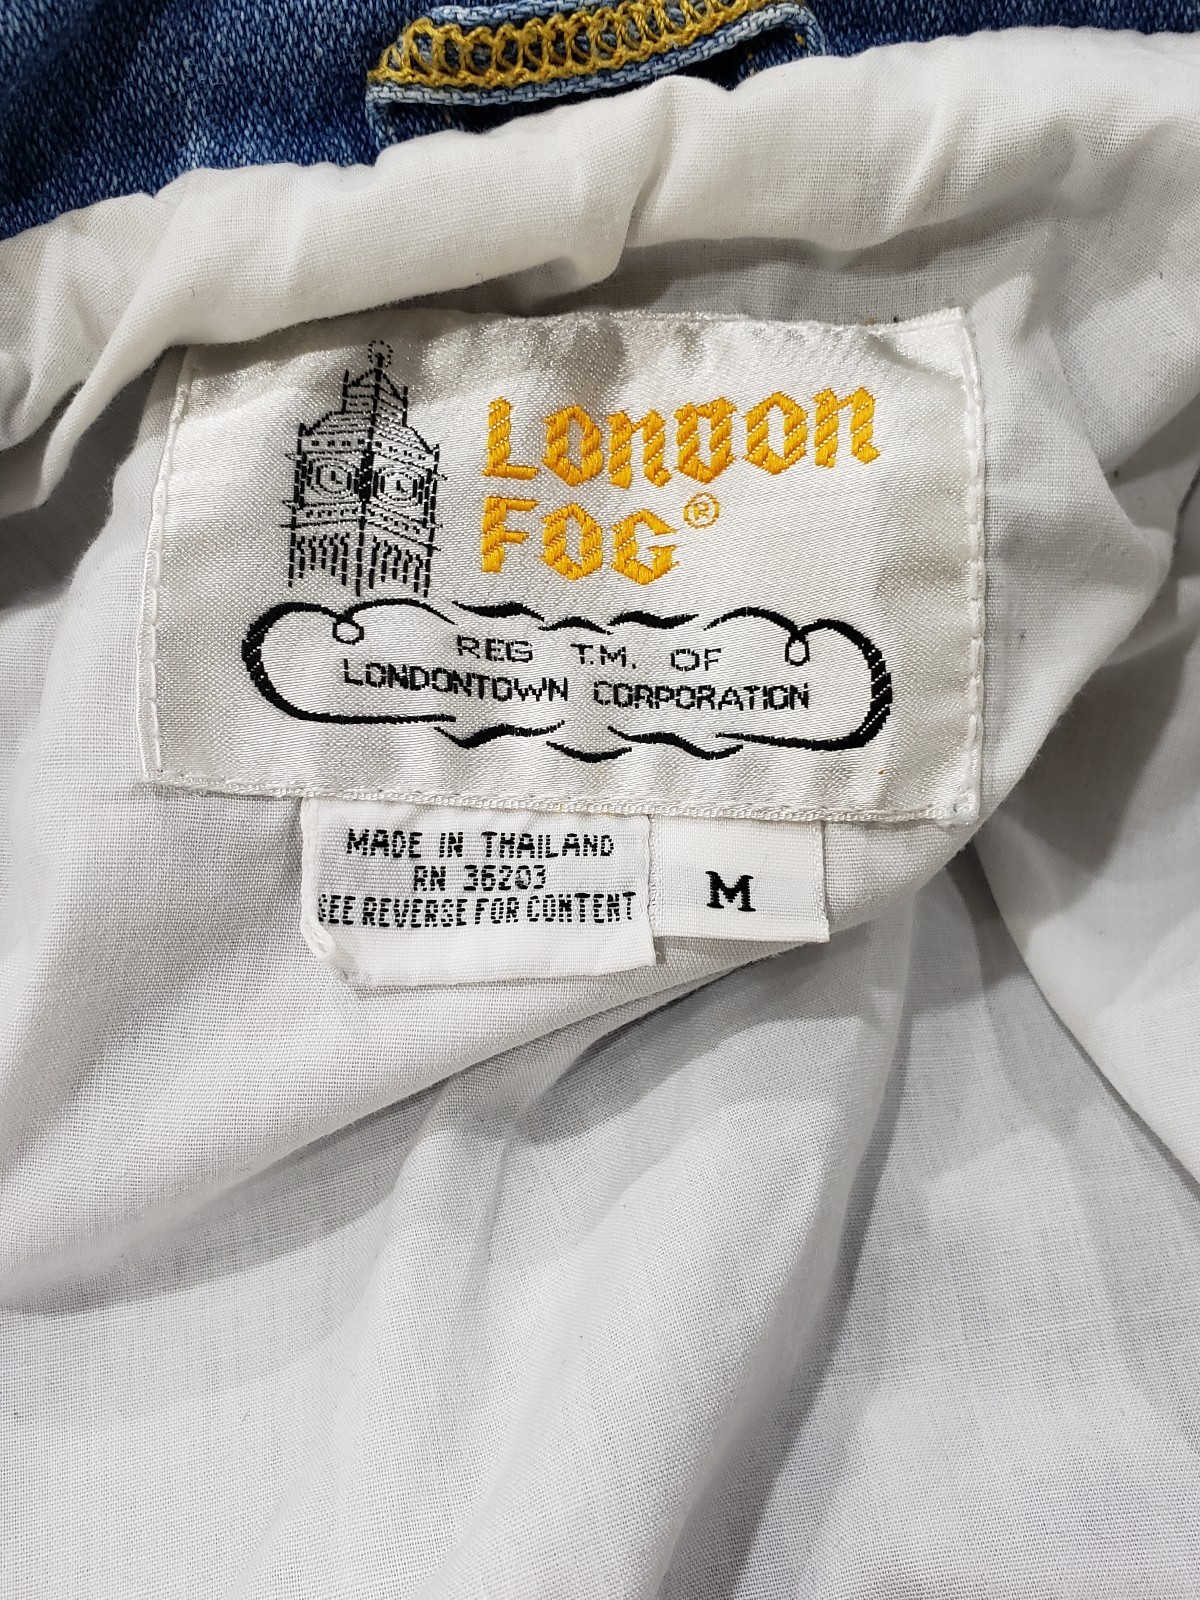 LONDON
FOG®
REG T.M. OF
LONDONTOWN CORPORATION
MADE IN THAILAND
RN 36203
SEE REVERSE FOR CONTENT
M